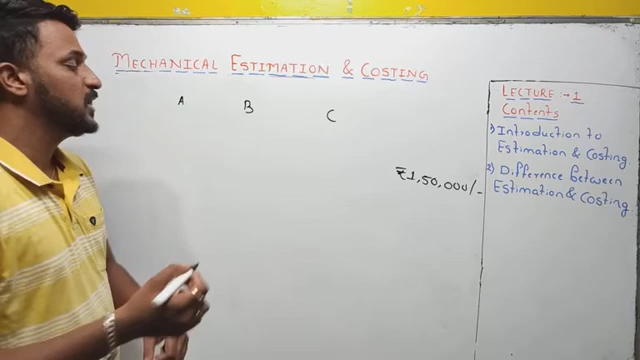 MECHANICAL ESTIMATION & COSTING
A B C
₹1,50,000/-
LECTURE :→ 1
Contents
1) Introduction to
Estimation & Costing
2) Difference between
Estimation & Costing